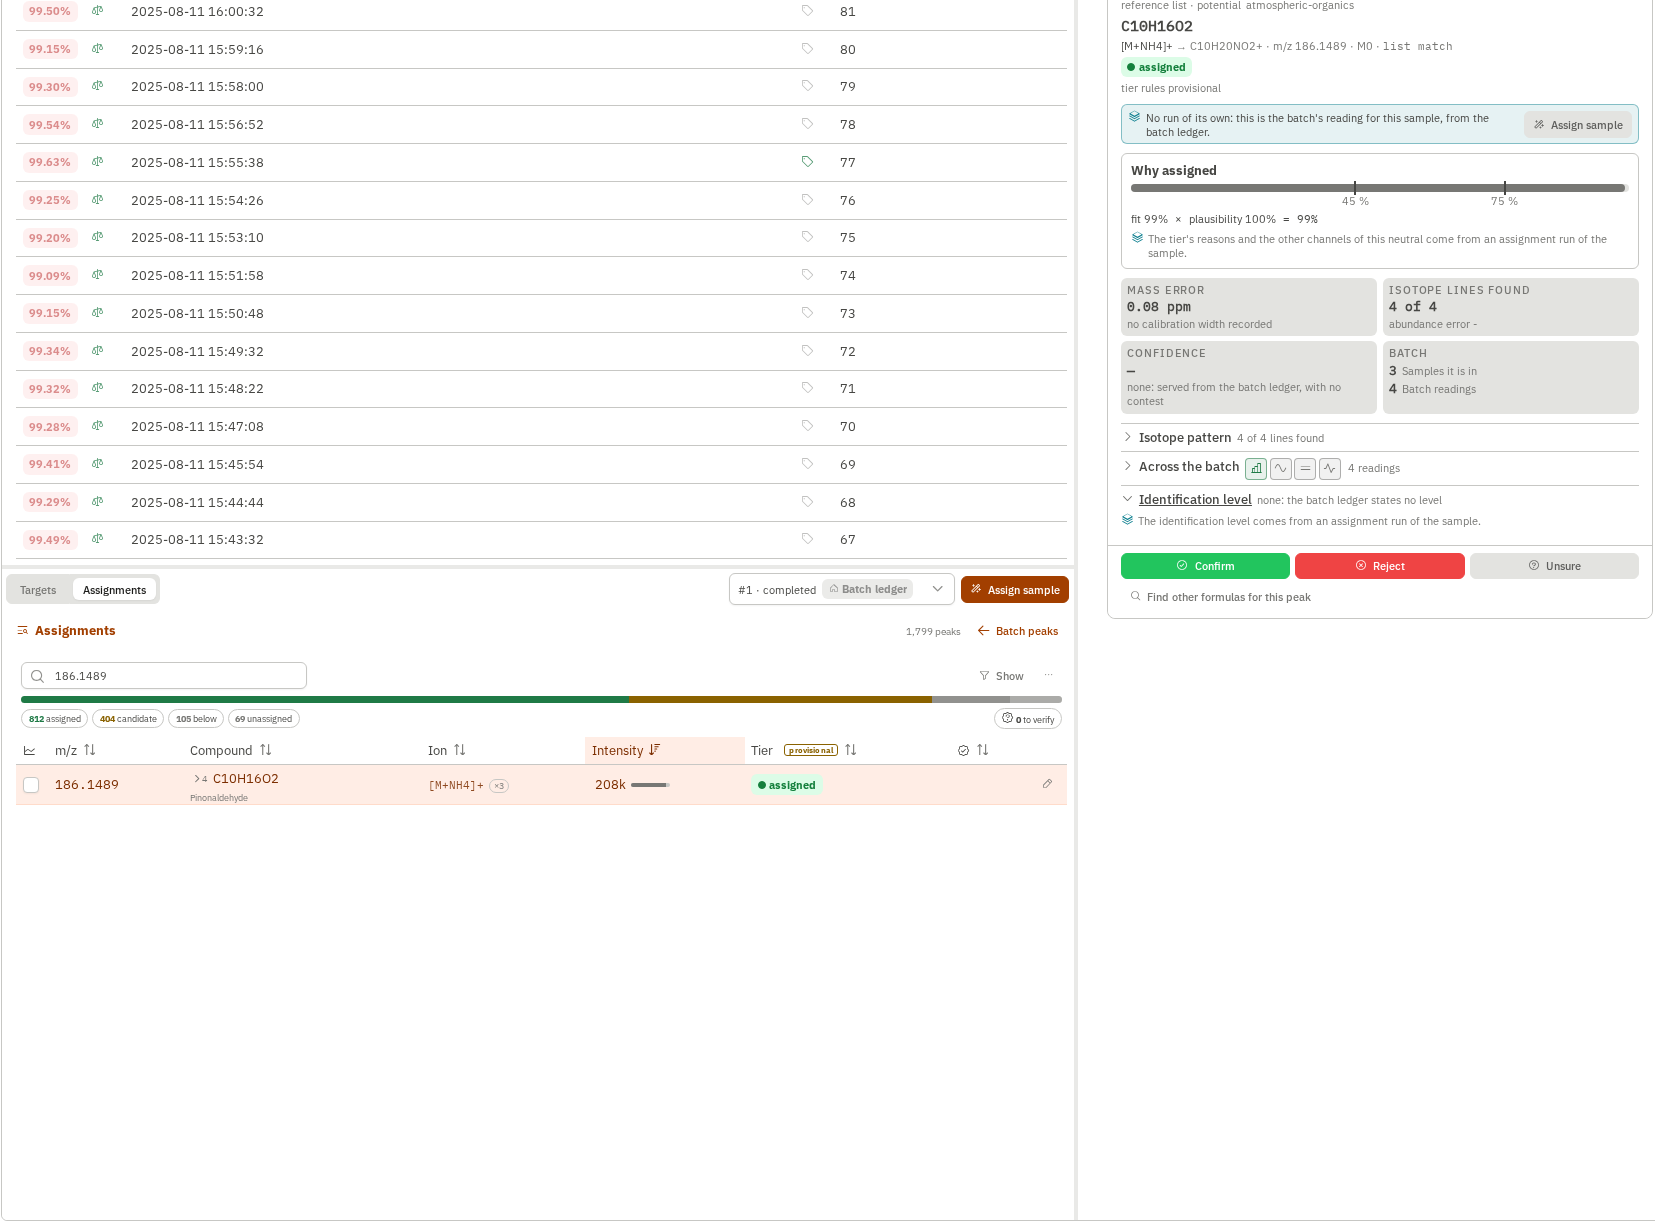 99.50% 2025-08-11 16:00:32 81
99.15% 2025-08-11 15:59:16 80
99.30% 2025-08-11 15:58:00 79
99.54% 2025-08-11 15:56:52 78
99.63% 2025-08-11 15:55:38 77
99.25% 2025-08-11 15:54:26 76
99.20% 2025-08-11 15:53:10 75
99.09% 2025-08-11 15:51:58 74
99.15% 2025-08-11 15:50:48 73
99.34% 2025-08-11 15:49:32 72
99.32% 2025-08-11 15:48:22 71
99.28% 2025-08-11 15:47:08 70
99.41% 2025-08-11 15:45:54 69
99.29% 2025-08-11 15:44:44 68
99.49% 2025-08-11 15:43:32 67
Targets Assignments #1 · completed Batch ledger Assign sample
Assignments 1,799 peaks Batch peaks
186.1489 Show ...
812 assigned 404 candidate 105 below 69 unassigned 0 to verify
m/z Compound Ion Intensity Tier provisional
186.1489 4 C10H16O2 [M+NH4]+ ×3 208k assigned
Pinonaldehyde
reference list · potential atmospheric-organics
C10H16O2
[M+NH4]+ → C10H20NO2+ · m/z 186.1489 · M0 · list match
assigned
tier rules provisional
No run of its own: this is the batch's reading for this sample, from the
batch ledger.
Assign sample
Why assigned
45 % 75 %
fit 99% × plausibility 100% = 99%
The tier's reasons and the other channels of this neutral come from an assignment run of the
sample.
MASS ERROR
0.08 ppm
no calibration width recorded
ISOTOPE LINES FOUND
4 of 4
abundance error -
CONFIDENCE
–
none: served from the batch ledger, with no
contest
BATCH
3 Samples it is in
4 Batch readings
Isotope pattern 4 of 4 lines found
Across the batch 4 readings
Identification level none: the batch ledger states no level
The identification level comes from an assignment run of the sample.
Confirm Reject Unsure
Find other formulas for this peak